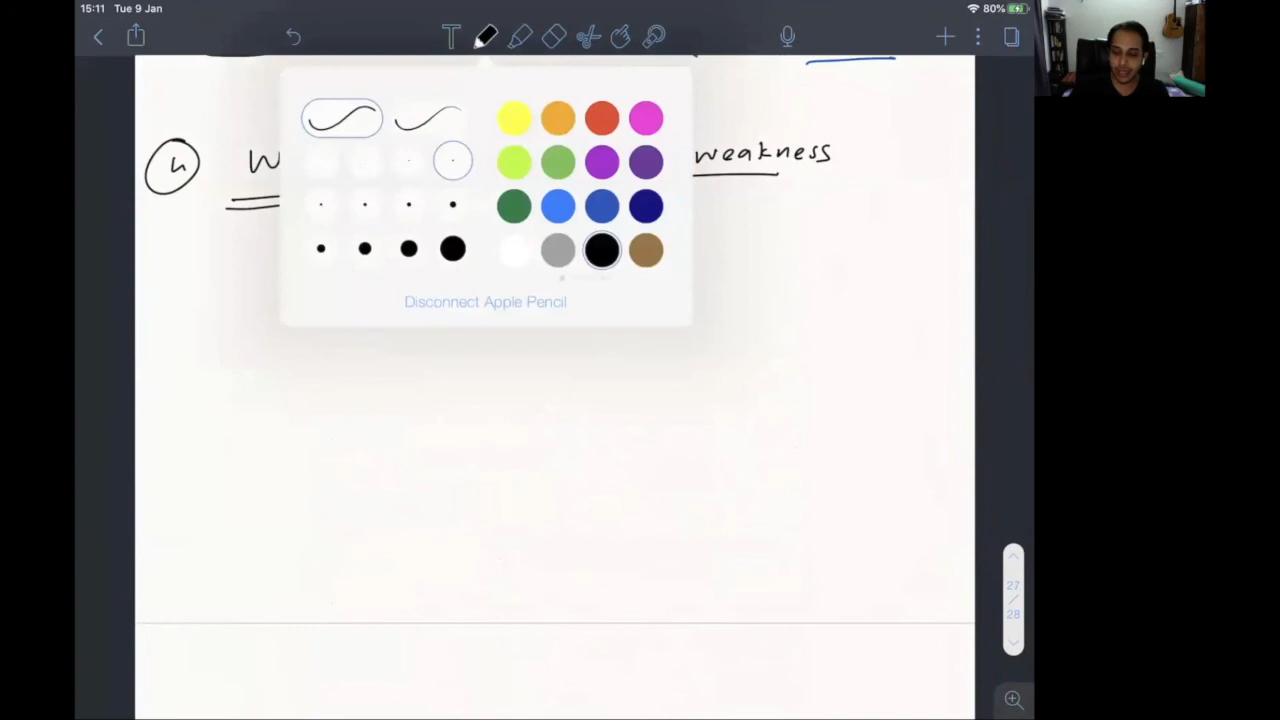 15:11 Tue 9 Jan 80%
T
4 W weakness
Disconnect Apple Pencil
27
/
28